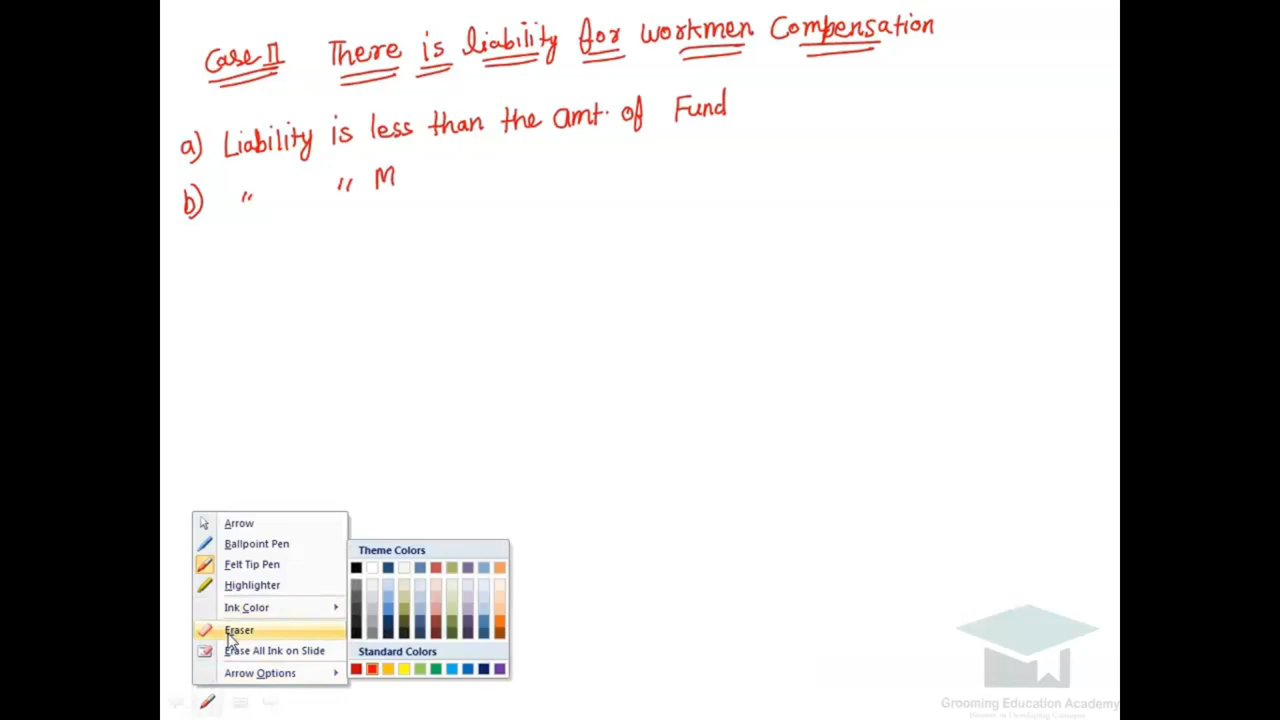 Case II There is liability for workmen Compensation
a) Liability is less than the amt. of Fund
b) " " M
Arrow
Ballpoint Pen
Felt Tip Pen
Highlighter
Ink Color
Eraser
Erase All Ink on Slide
Arrow Options
Theme Colors
Standard Colors
Grooming Education Academy